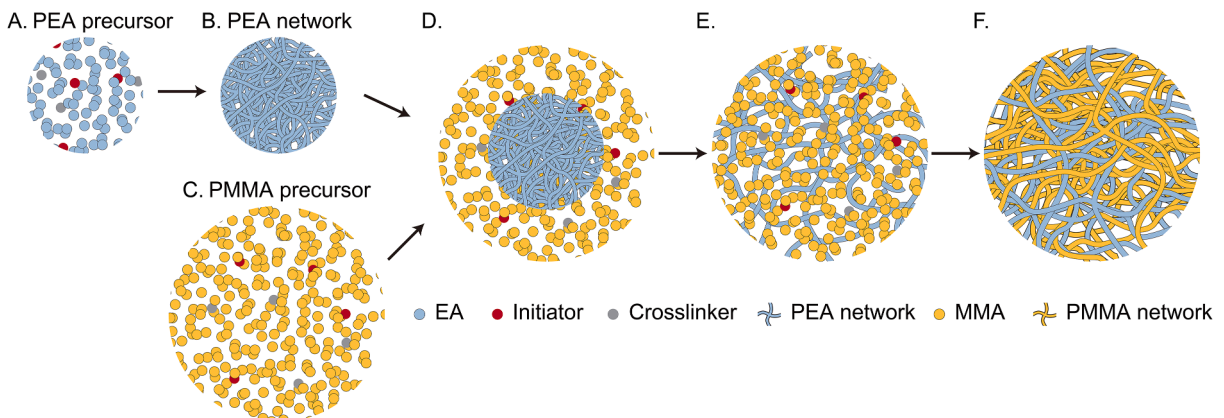 A. PEA precursor
B. PEA network
D.
E.
F.
C. PMMA precursor
EA
Initiator
Crosslinker
PEA network
MMA
PMMA network